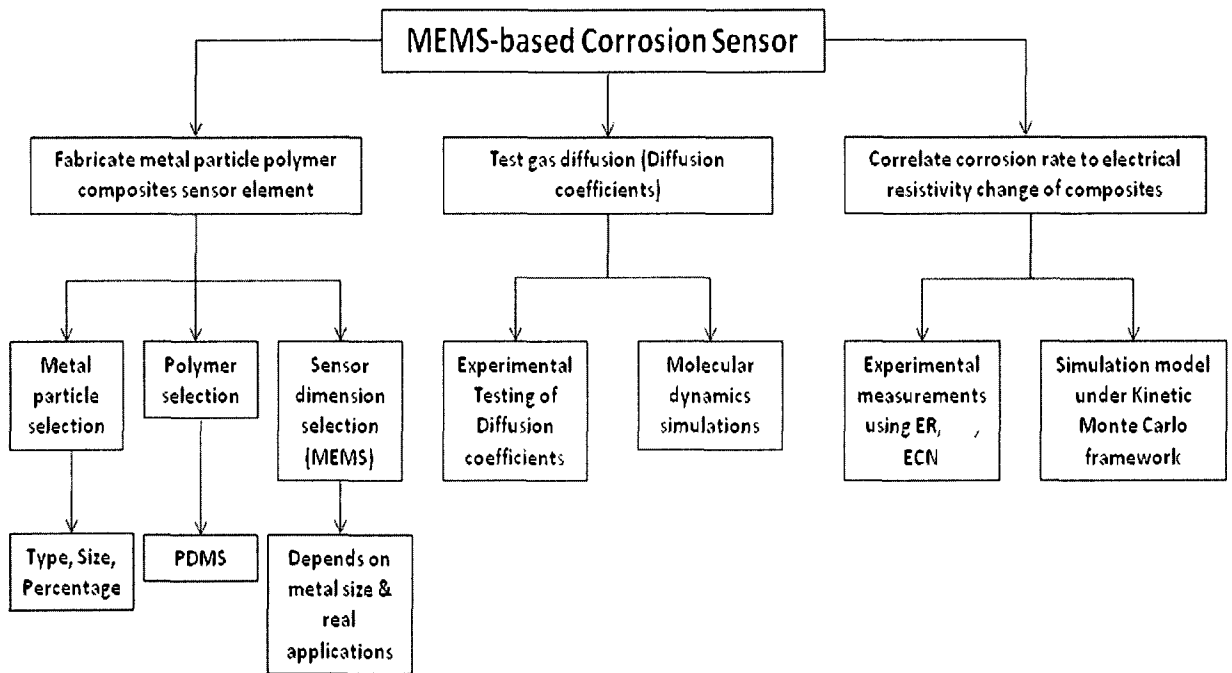 MEMS-based Corrosion Sensor
Fabricate metal particle polymer
composites sensor element
Test gas diffusion (Diffusion
coefficients)
Correlate corrosion rate to electrical
resistivity change of composites
Metal
particle
selection
Polymer
selection
Sensor
dimension
selection
(MEMS)
Experimental
Testing of
Diffusion
coefficients
Molecular
dynamics
simulations
Experimental
measurements
using ER, ,
ECN
Simulation model
under Kinetic
Monte Carlo
framework
Type, Size,
Percentage
PDMS
Depends on
metal size &
real
applications